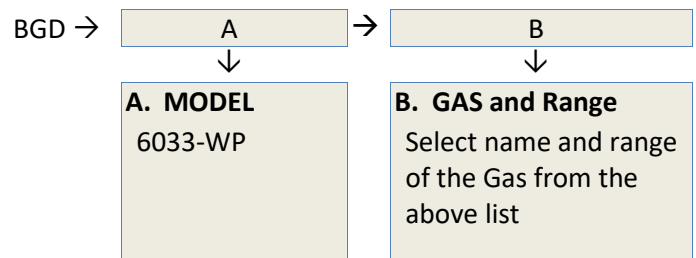 BGD → A → B
↓ ↓
A. MODEL
6033-WP
B. GAS and Range
Select name and range
of the Gas from the
above list